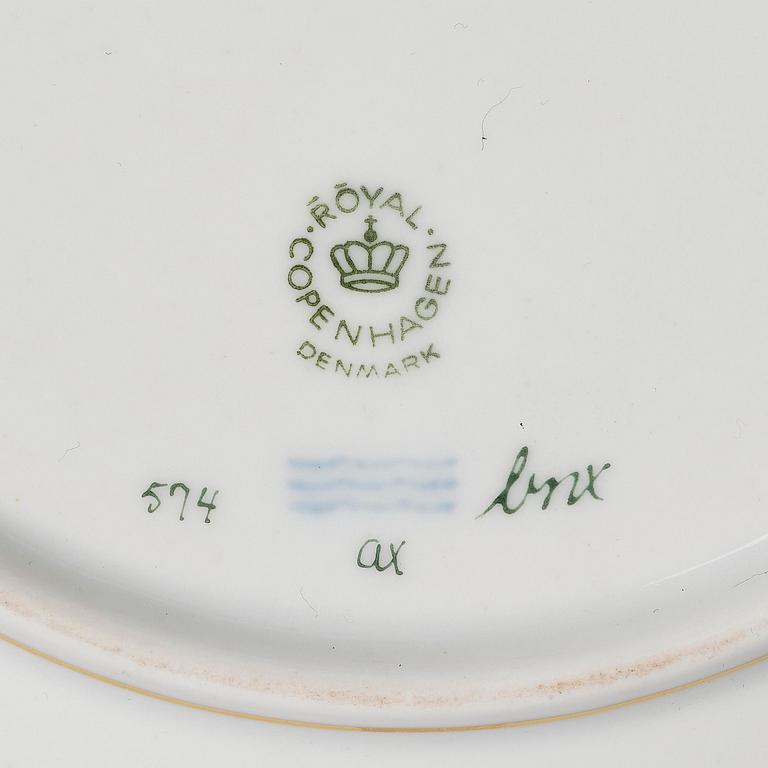 ROYAL
COPENHAGEN
DENMARK
574
bnx
ax